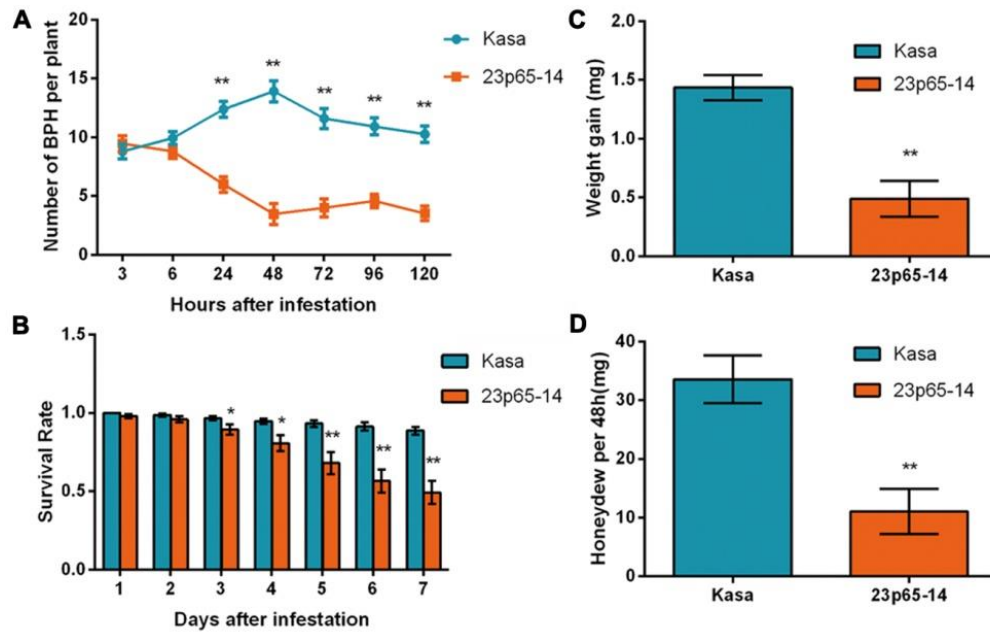 A
Number of BPH per plant
20
15
10
5
0
** ** ** ** **
3 6 24 48 72 96 120
Hours after infestation
Kasa
23p65-14
B
Survival Rate
1.5
1.0
0.5
0.0
* * ** ** **
1 2 3 4 5 6 7
Days after infestation
Kasa
23p65-14
C
Weight gain (mg)
2.0
1.5
1.0
0.5
0.0
**
Kasa 23p65-14
Kasa
23p65-14
D
Honeydew per 48h(mg)
40
30
20
10
0
**
Kasa 23p65-14
Kasa
23p65-14